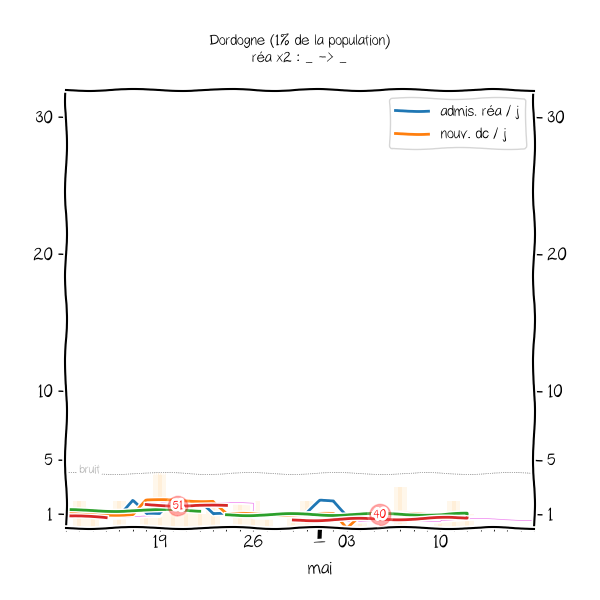 Dordogne (1% de la population)
réa x2 : _ -> _
admis. réa / j
nouv. dc / j
30
30
20
20
10
10
5
5
bruit
51
40
1
1
19
26
03
10
mai